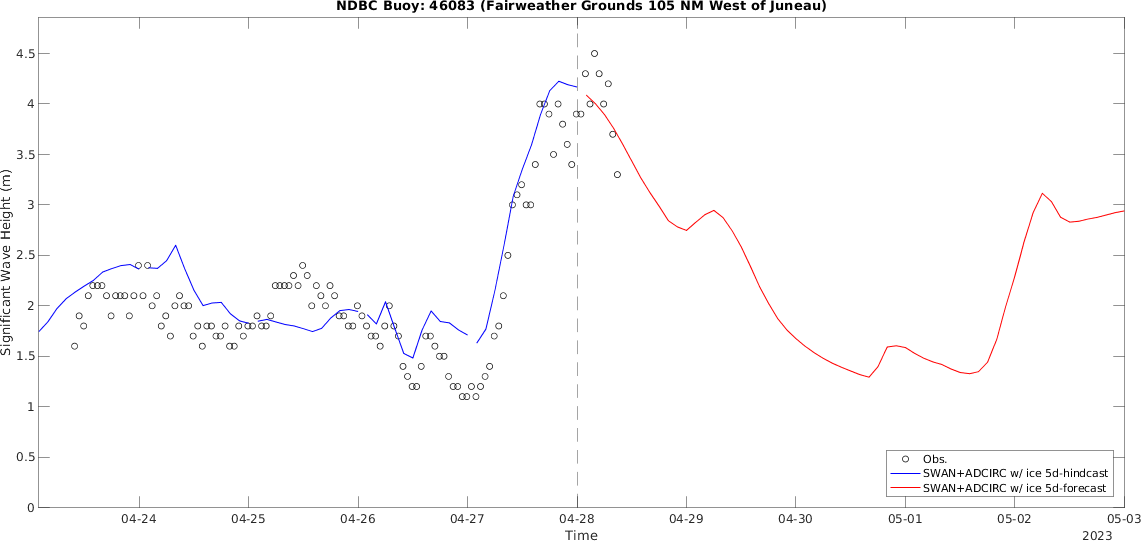 NDBC Buoy: 46083 (Fairweather Grounds 105 NM West of Juneau)
Significant Wave Height (m)
4.5
4
3.5
3
2.5
2
1.5
1
0.5
0
04-24 04-25 04-26 04-27 04-28 04-29 04-30 05-01 05-02 05-03
Time
2023
Obs.
SWAN+ADCIRC w/ ice 5d-hindcast
SWAN+ADCIRC w/ ice 5d-forecast